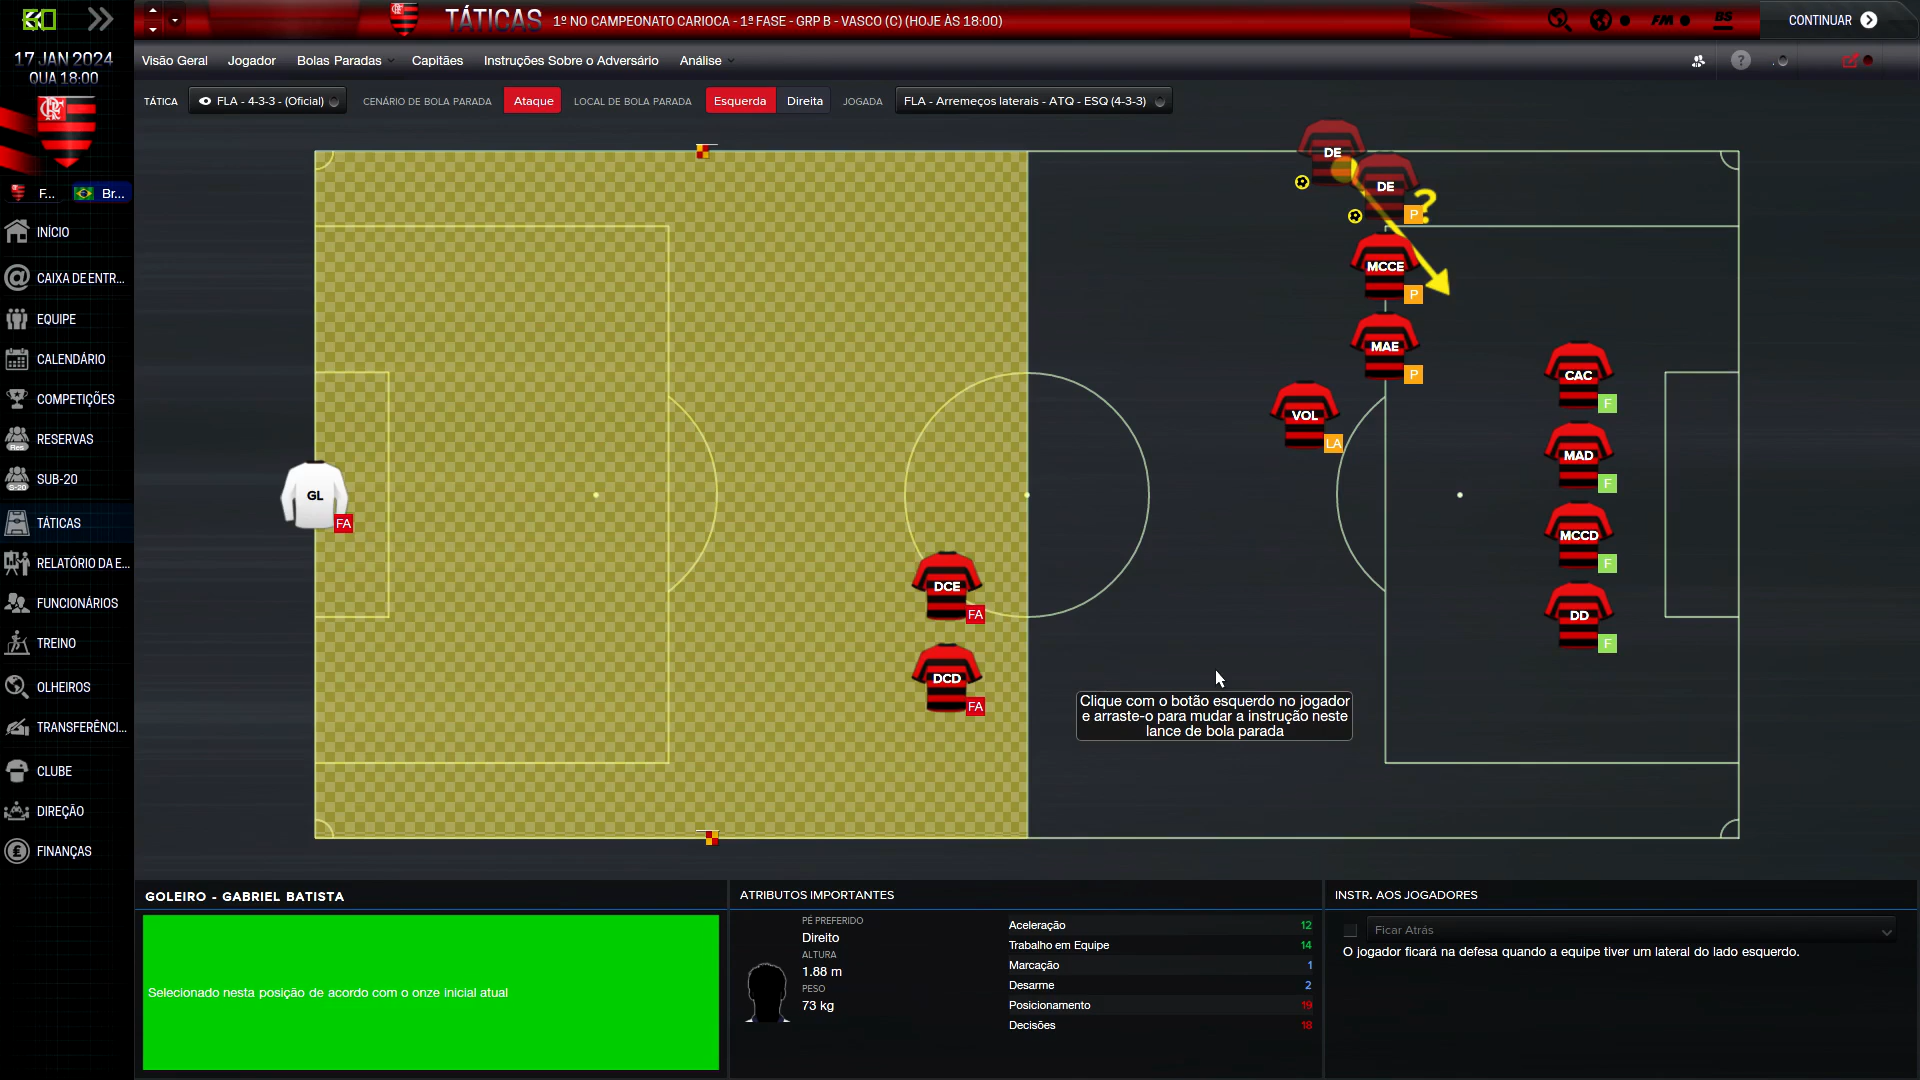 TÁTICAS
1º NO CAMPEONATO CARIOCA - 1ª FASE - GRP B - VASCO (C) (HOJE ÀS 18:00)
FM
BS
CONTINUAR
17 JAN 2024
QUA 18:00
Visão Geral
Jogador
Bolas Paradas
Capitães
Instruções Sobre o Adversário
Análise
?
TÁTICA
FLA - 4-3-3 - (Oficial)
CENÁRIO DE BOLA PARADA
Ataque
LOCAL DE BOLA PARADA
Esquerda
Direita
JOGADA
FLA - Arremeços laterais - ATQ - ESQ (4-3-3)
F...
Br...
INÍCIO
CAIXA DE ENTR...
EQUIPE
CALENDÁRIO
COMPETIÇÕES
RESERVAS
Res
SUB-20
S-20
TÁTICAS
RELATÓRIO DA E...
FUNCIONÁRIOS
TREINO
OLHEIROS
TRANSFERÊNCI...
CLUBE
DIREÇÃO
FINANÇAS
DE
DE
P
?
MCCE
P
MAE
P
VOL
LA
CAC
F
MAD
F
MCCD
F
DD
F
GL
FA
DCE
FA
DCD
FA
Clique com o botão esquerdo no jogador
e arraste-o para mudar a instrução neste
lance de bola parada
GOLEIRO - GABRIEL BATISTA
Selecionado nesta posição de acordo com o onze inicial atual
ATRIBUTOS IMPORTANTES
PÉ PREFERIDO
Direito
ALTURA
1.88 m
PESO
73 kg
Aceleração 12
Trabalho em Equipe 14
Marcação 1
Desarme 2
Posicionamento 19
Decisões 18
INSTR. AOS JOGADORES
Ficar Atrás
O jogador ficará na defesa quando a equipe tiver um lateral do lado esquerdo.